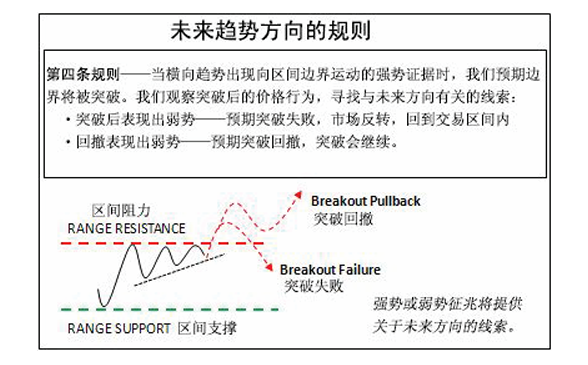 未来趋势方向的规则
第四条规则——当横向趋势出现向区间边界运动的强势证据时，我们预期边
界将被突破。我们观察突破后的价格行为，寻找与未来方向有关的线索：
・突破后表现出弱势——预期突破失败，市场反转，回到交易区间内
・回撤表现出弱势——预期突破回撤，突破会继续。
Breakout Pullback
突破回撤
区间阻力
RANGE RESISTANCE
Breakout Failure
突破失败
强势或弱势征兆将提供
关于未来方向的线索。
RANGE SUPPORT 区间支撑